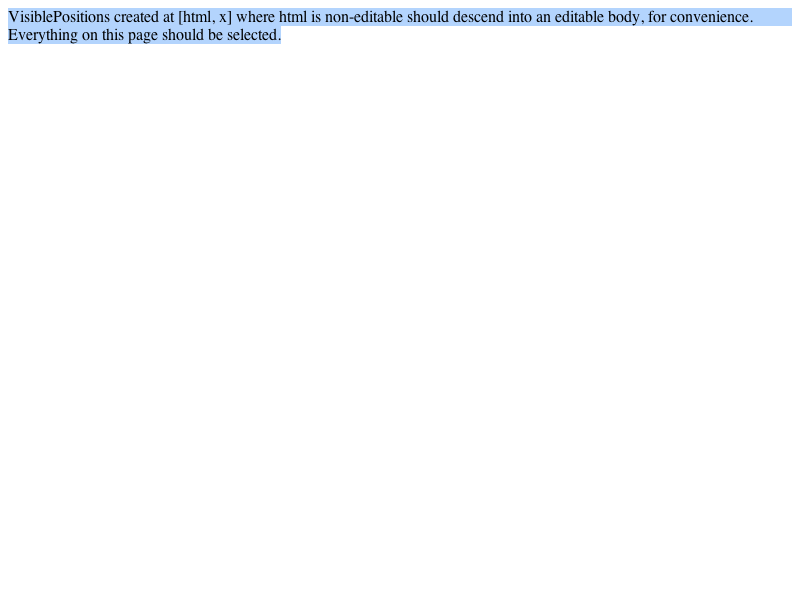 VisiblePositions created at [html, x] where html is non-editable should descend into an editable body, for convenience.
Everything on this page should be selected.